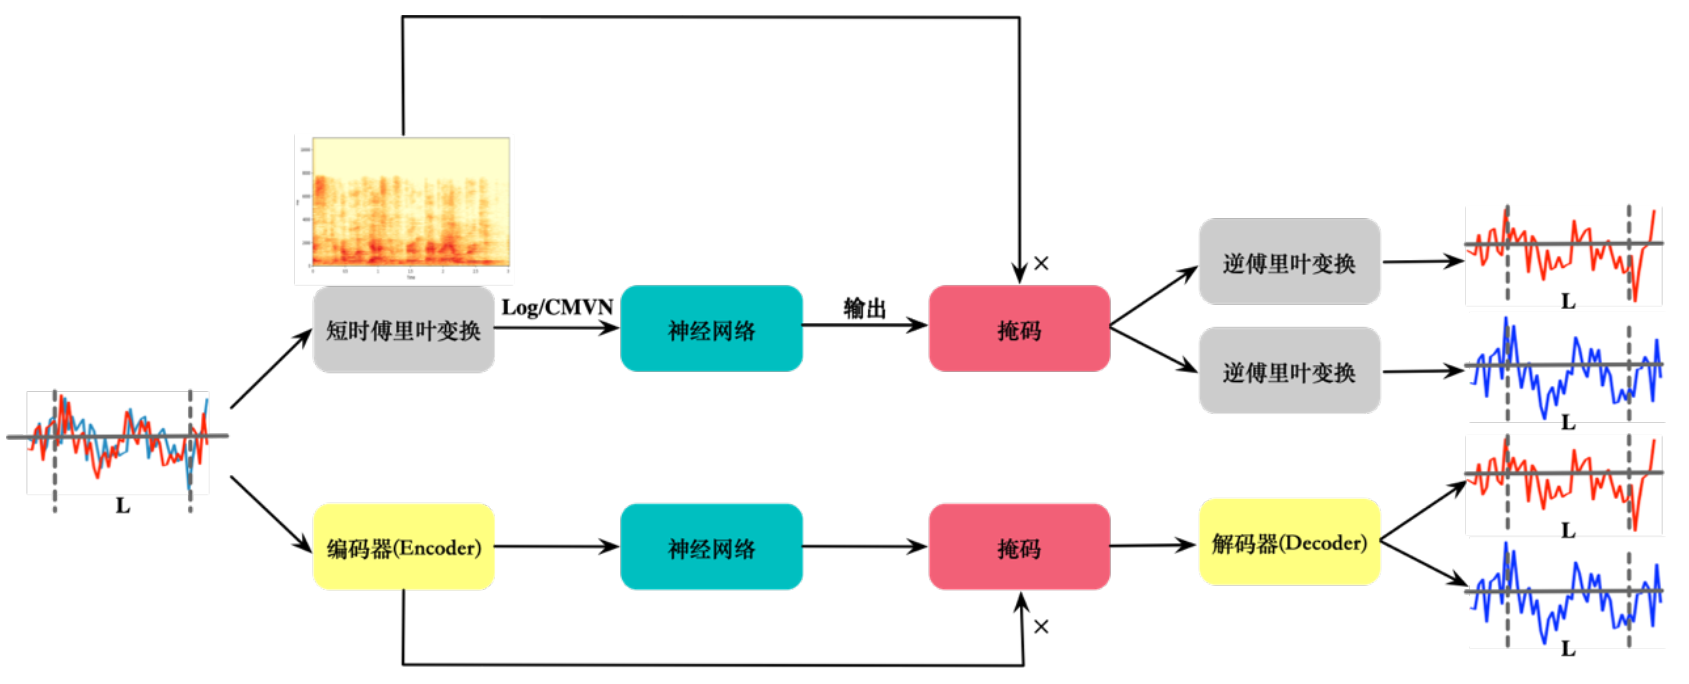 ×
短时傅里叶变换
Log/CMVN
神经网络
输出
掩码
逆傅里叶变换
L
逆傅里叶变换
L
L
编码器(Encoder)
神经网络
掩码
解码器(Decoder)
L
×
L